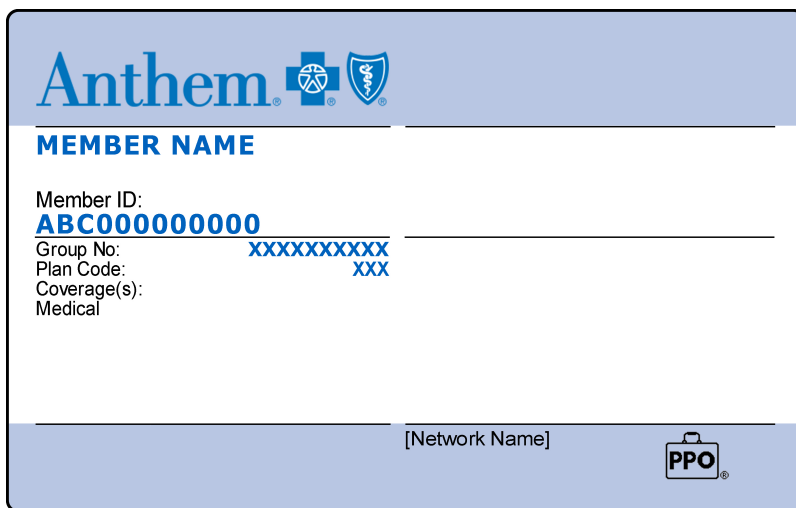 Anthem.®®®
MEMBER NAME
Member ID:
ABC000000000
Group No: XXXXXXXXXX
Plan Code: XXX
Coverage(s):
Medical
[Network Name]
PPO®